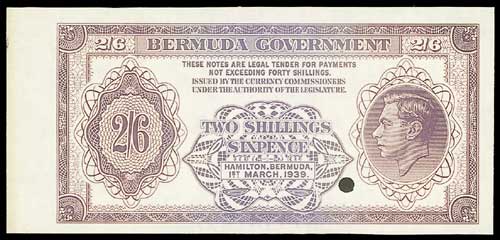 2/6 BERMUDA GOVERNMENT 2/6
THESE NOTES ARE LEGAL TENDER FOR PAYMENTS
NOT EXCEEDING FORTY SHILLINGS.
ISSUED BY THE CURRENCY COMMISSIONERS
UNDER THE AUTHORITY OF THE LEGISLATURE.
2/6
TWO SHILLINGS
SIXPENCE
HAMILTON, BERMUDA,
1ST MARCH, 1939.